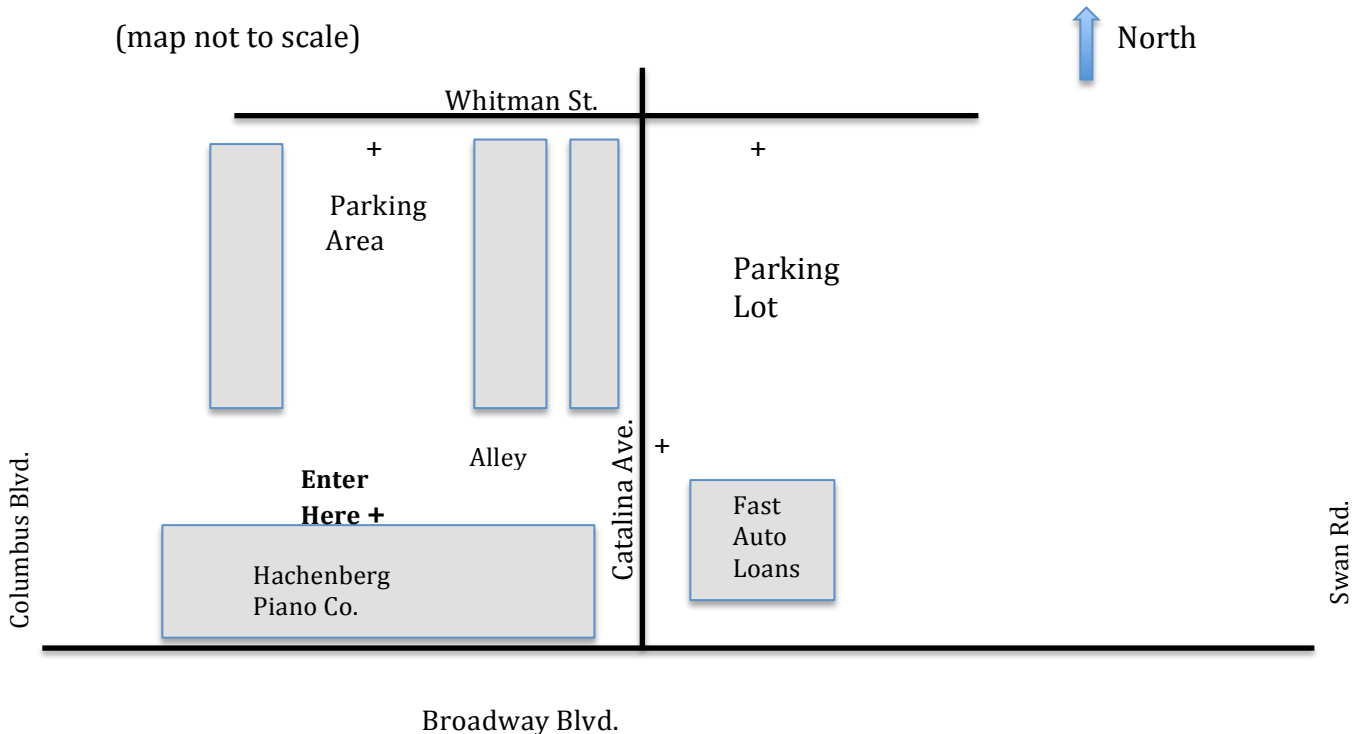 (map not to scale)
North
Whitman St.
+
+
Parking
Area
Parking
Lot
Catalina Ave.
+
Alley
Enter
Here +
Columbus Blvd.
Fast
Auto
Loans
Swan Rd.
Hachenberg
Piano Co.
Broadway Blvd.